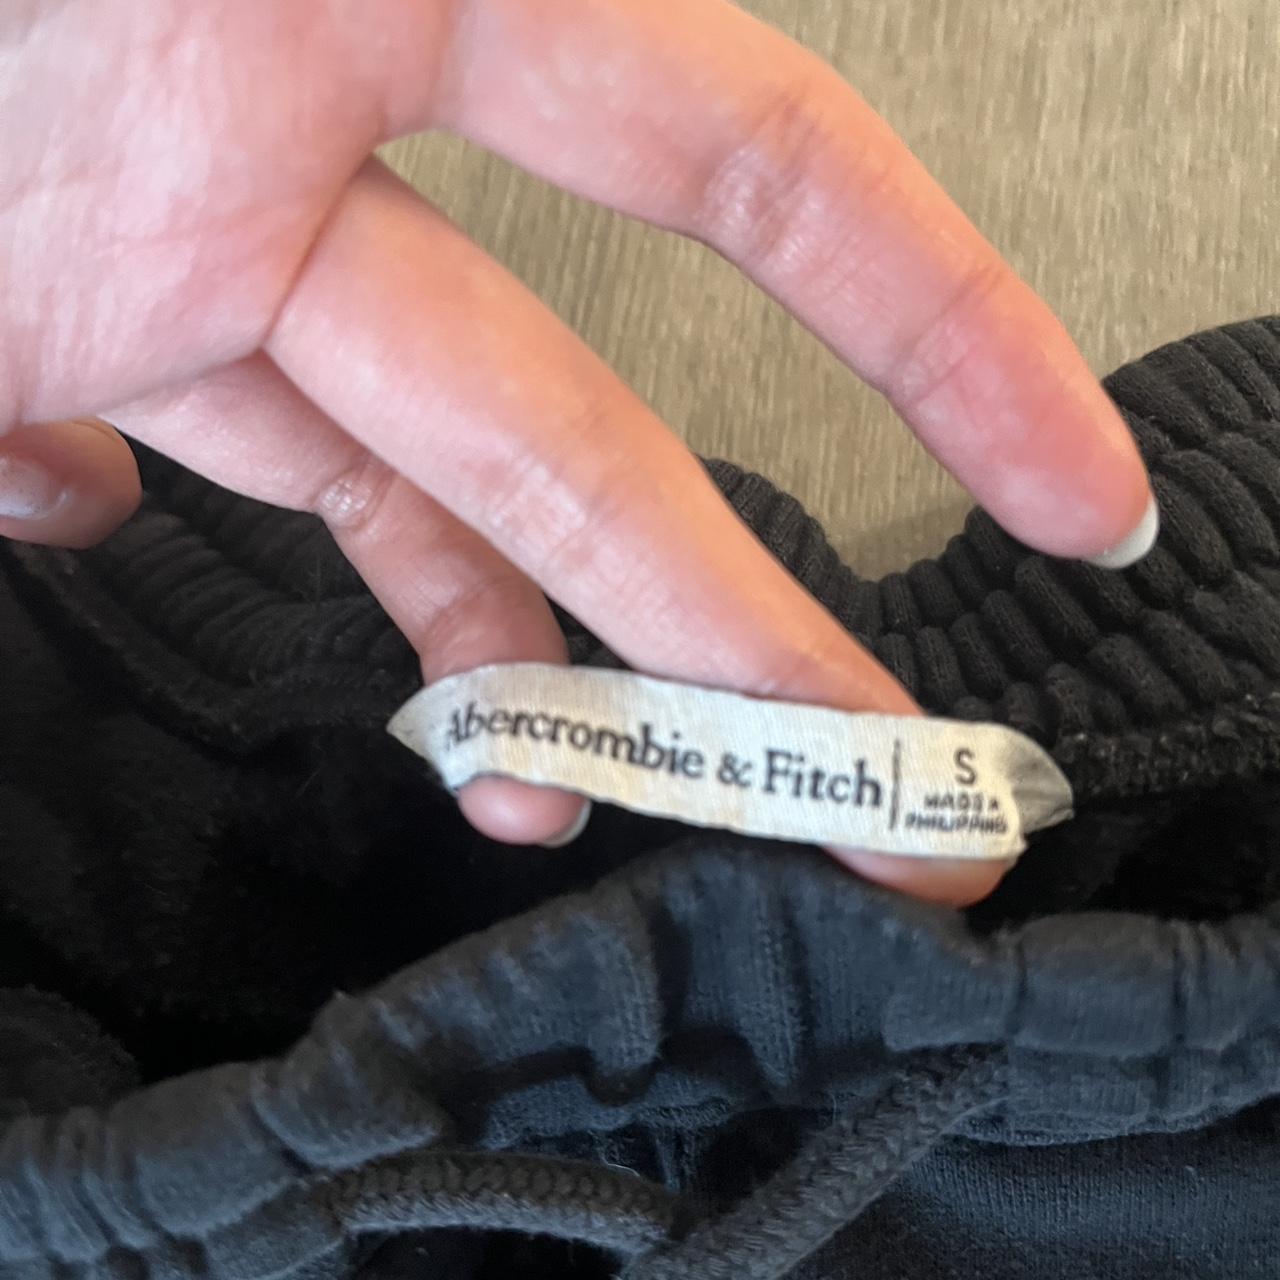 Abercrombie & Fitch
S
MADE IN
PHILIPPINES